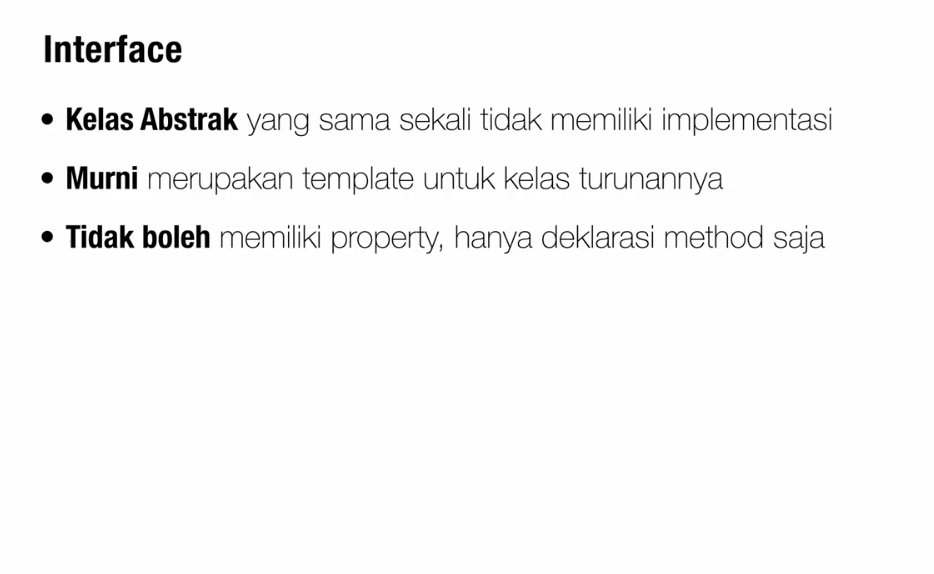 Interface
• Kelas Abstrak yang sama sekali tidak memiliki implementasi
• Murni merupakan template untuk kelas turunannya
• Tidak boleh memiliki property, hanya deklarasi method saja